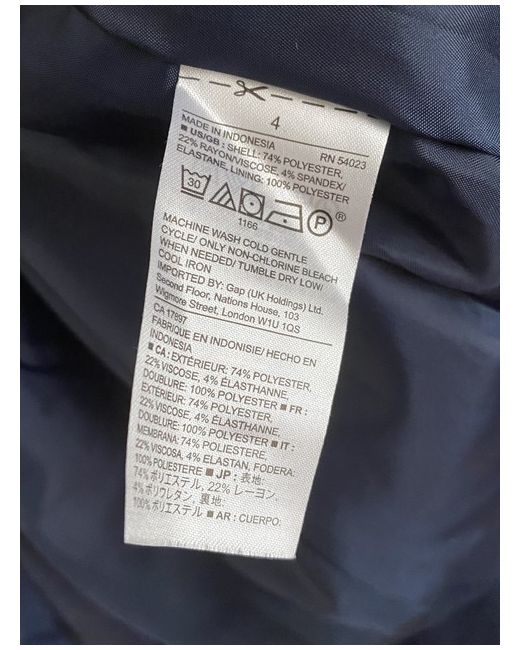 4
MADE IN INDONESIA RN 54023
■ US/GB : SHELL: 74% POLYESTER,
22% RAYON/VISCOSE, 4% SPANDEX/
ELASTANE, LINING: 100% POLYESTER
30 P ®
1166
MACHINE WASH COLD GENTLE
CYCLE/ ONLY NON-CHLORINE BLEACH
WHEN NEEDED/ TUMBLE DRY LOW/
COOL IRON
IMPORTED BY: Gap (UK Holdings) Ltd.
Second Floor, Nations House, 103
Wigmore Street, London W1U 1QS
CA 17897
FABRIQUE EN INDONISIE/ HECHO EN
INDONESIA
■ CA : EXTÉRIEUR: 74% POLYESTER,
22% VISCOSE, 4% ÉLASTHANNE,
DOUBLURE: 100% POLYESTER ■ FR :
EXTÉRIEUR: 74% POLYESTER,
22% VISCOSE, 4% ÉLASTHANNE,
DOUBLURE: 100% POLYESTER ■ IT :
MEMBRANA: 74% POLIESTERE,
22% VISCOSA, 4% ELASTAN, FODERA:
100% POLIESTERE ■ JP : 表地:
74% ポリエステル, 22% レーヨン,
4% ポリウレタン, 裏地:
100% ポリエステル ■ AR : CUERPO: